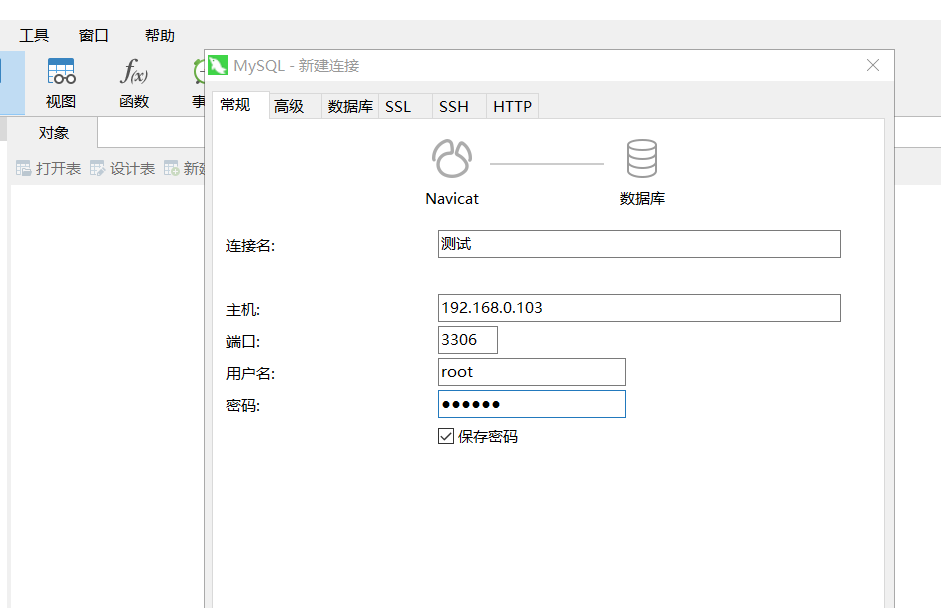 工具 窗口 帮助
MySQL - 新建连接
视图 函数 事
常规 高级 数据库 SSL SSH HTTP
对象
打开表 设计表 新建
Navicat 数据库
连接名: 测试
主机: 192.168.0.103
端口: 3306
用户名: root
密码: ●●●●●●
保存密码